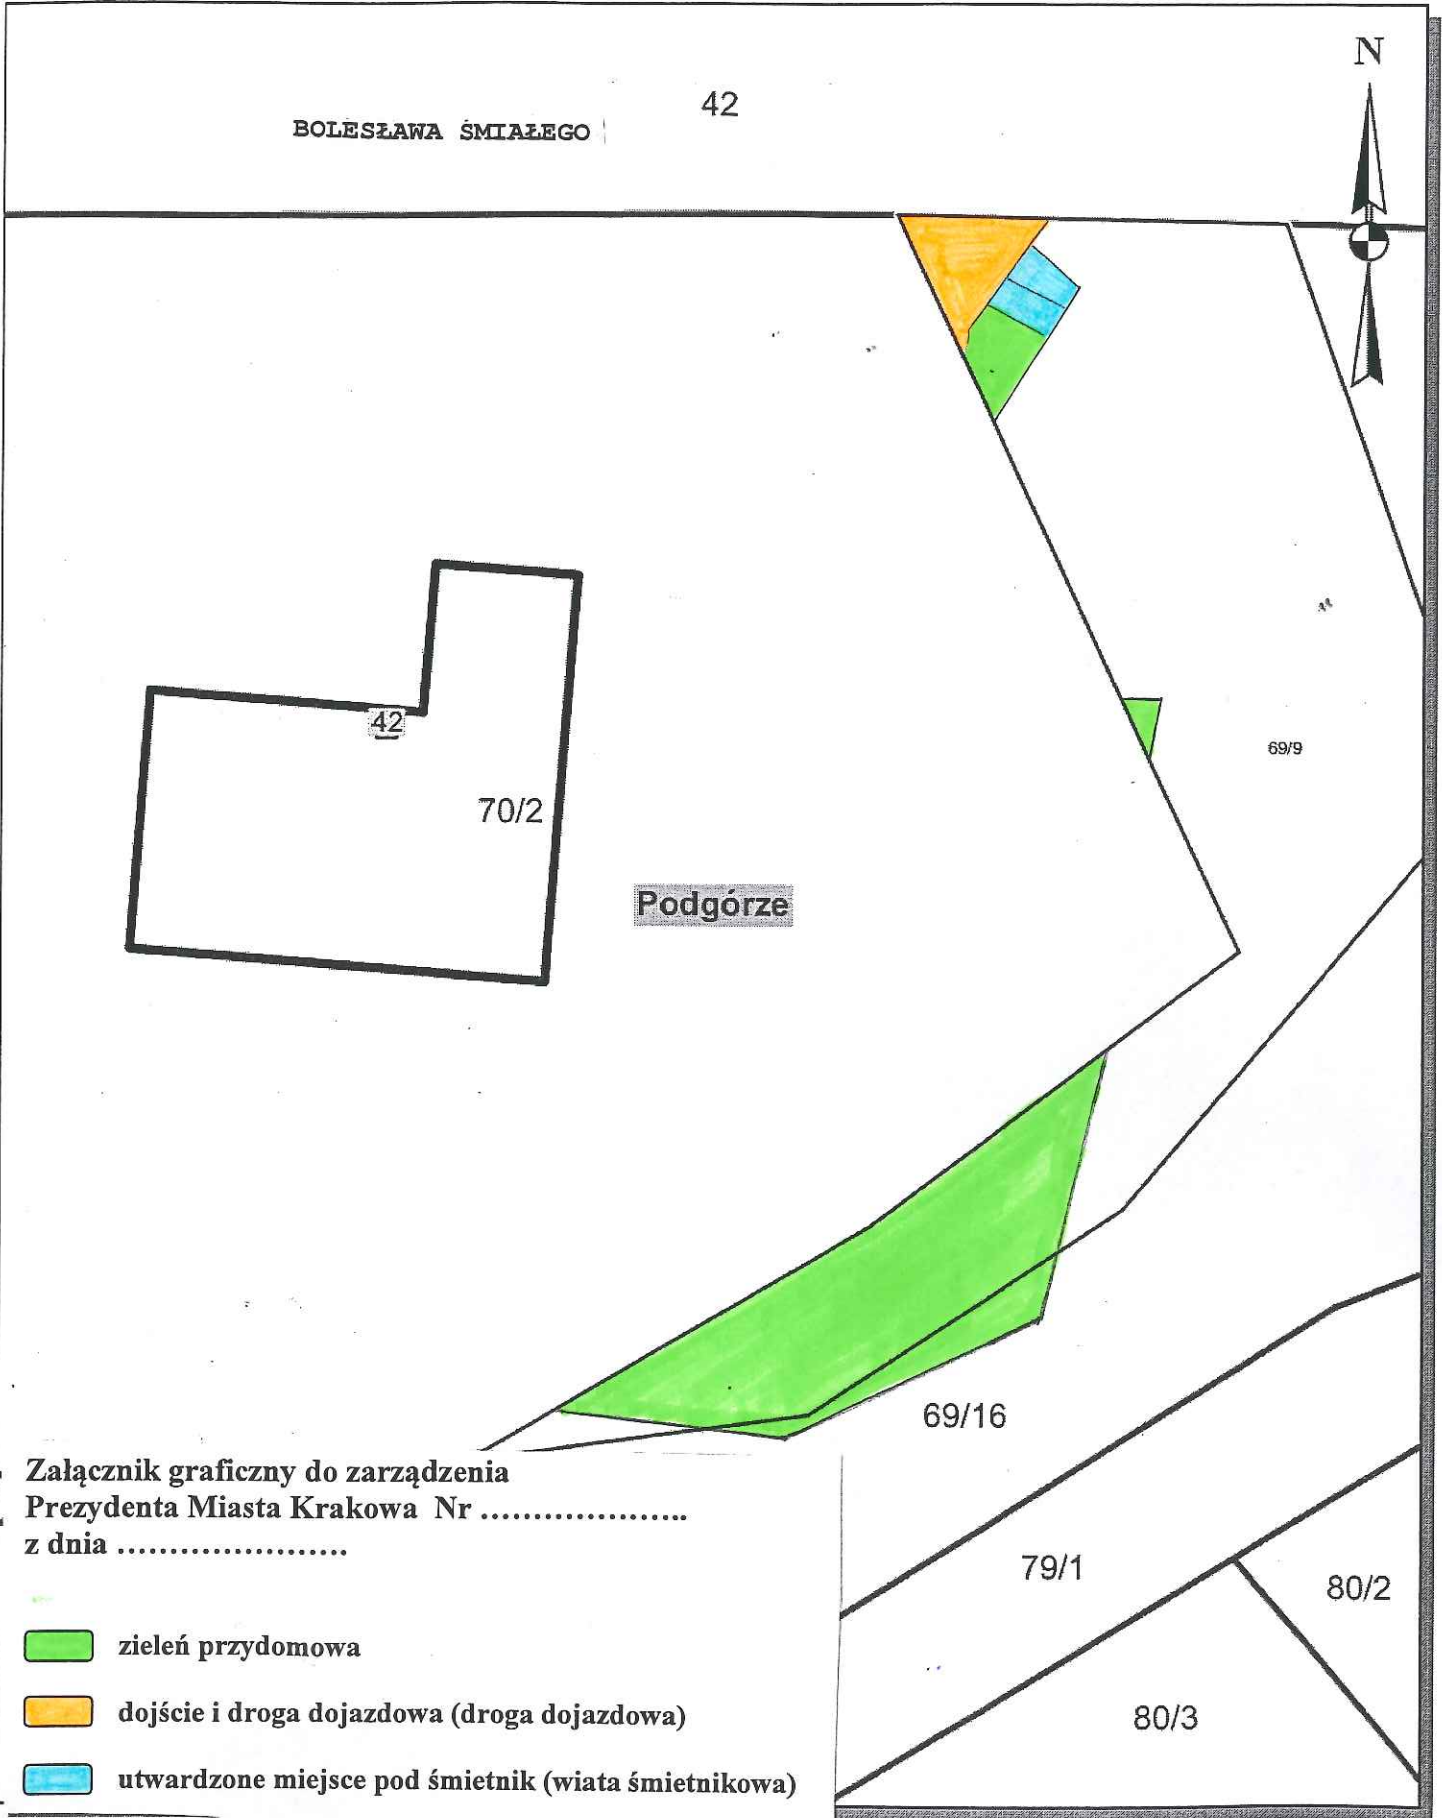 N
42
BOLESŁAWA ŚMIAŁEGO
42
70/2
69/9
Podgórze
69/16
Załącznik graficzny do zarządzenia
Prezydenta Miasta Krakowa Nr ....................
z dnia ......................
79/1
80/2
zieleń przydomowa
dojście i droga dojazdowa (droga dojazdowa)
80/3
utwardzone miejsce pod śmietnik (wiata śmietnikowa)